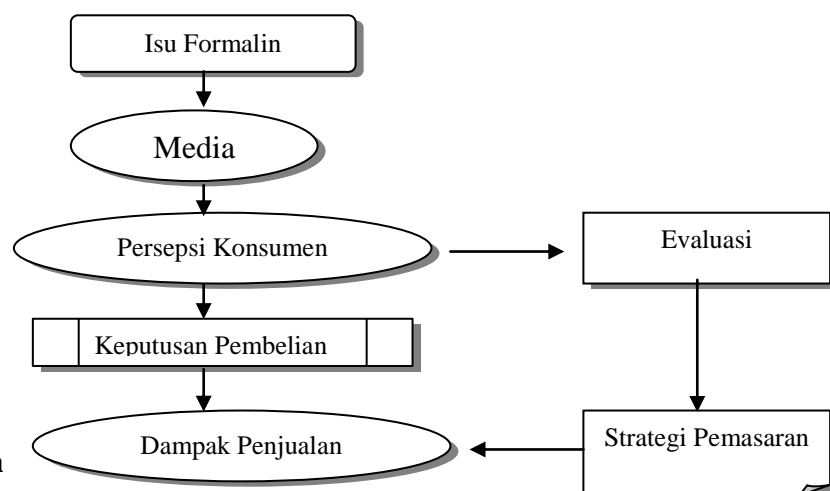 Isu Formalin
Media
Persepsi Konsumen
Evaluasi
Keputusan Pembelian
Dampak Penjualan
Strategi Pemasaran